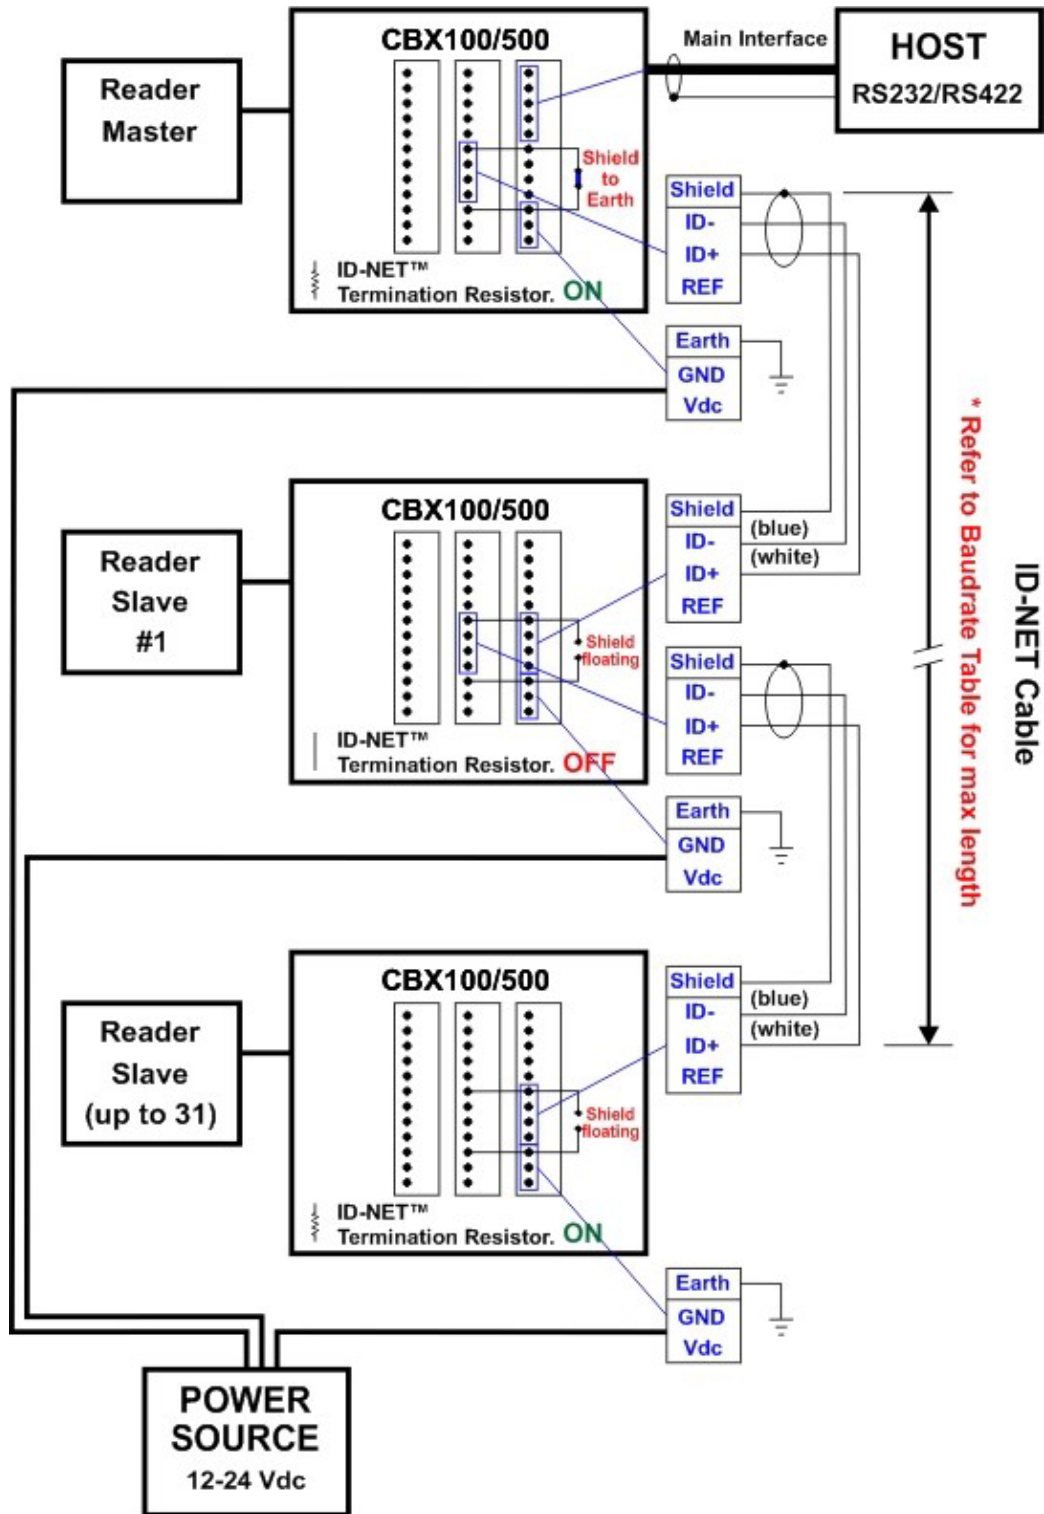 CBX100/500
Main Interface
HOST
RS232/RS422
Reader
Master
Shield
to
Earth
ID-NET™
Termination Resistor. ON
Shield
ID-
ID+
REF
Earth
GND
Vdc
CBX100/500
Reader
Slave
#1
Shield
floating
ID-NET™
Termination Resistor. OFF
Shield
ID-
ID+
REF
(blue)
(white)
Shield
ID-
ID+
REF
Earth
GND
Vdc
CBX100/500
Reader
Slave
(up to 31)
Shield
floating
ID-NET™
Termination Resistor. ON
Shield
ID-
ID+
REF
(blue)
(white)
Earth
GND
Vdc
ID-NET Cable
* Refer to Baudrate Table for max length
POWER
SOURCE
12-24 Vdc